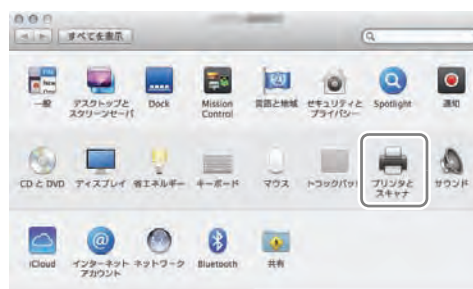 すべてを表示
一般
デスクトップと
スクリーンセーバ
Dock
Mission
Control
言語と地域
セキュリティと
プライバシー
Spotlight
通知
CD と DVD
ディスプレイ
省エネルギー
キーボード
マウス
トラックパッド
プリンタと
スキャナ
サウンド
iCloud
インターネット
アカウント
ネットワーク
Bluetooth
共有